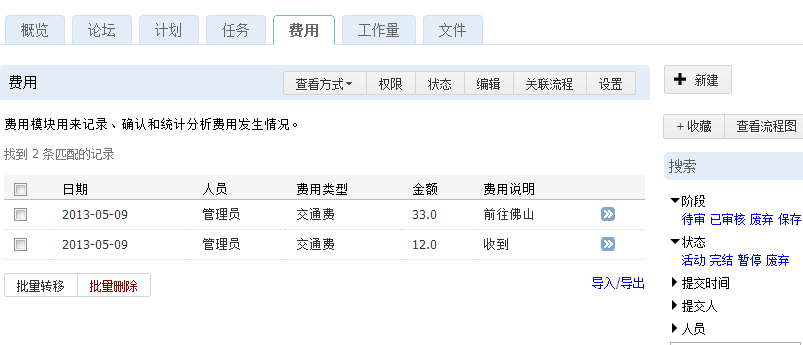 概览 论坛 计划 任务 费用 工作量 文件
费用 查看方式 权限 状态 编辑 关联流程 设置
费用模块用来记录、确认和统计分析费用发生情况。
找到 2 条匹配的记录
日期 人员 费用类型 金额 费用说明
2013-05-09 管理员 交通费 33.0 前往佛山
2013-05-09 管理员 交通费 12.0 收到
批量转移 批量删除 导入/导出
新建
+收藏 查看流程图
搜索
阶段
待审 已审核 废弃 保存
状态
活动 完结 暂停 废弃
提交时间
提交人
人员